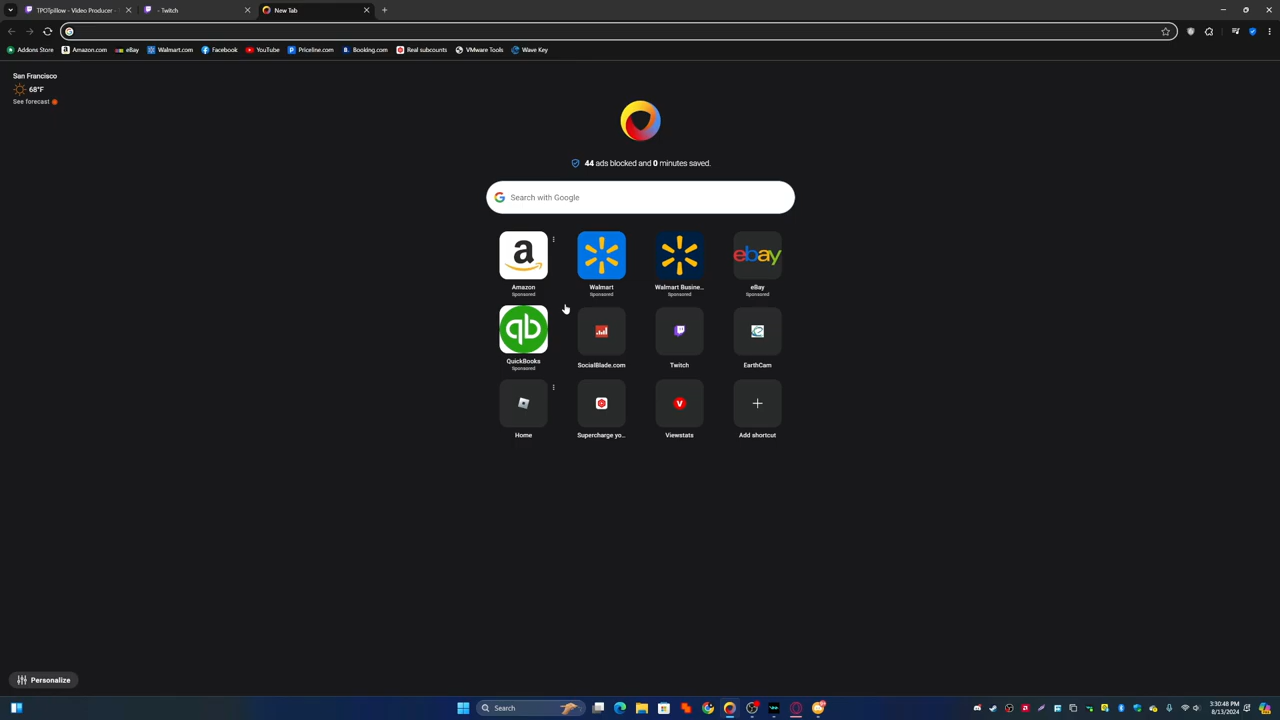 TPOTpillow - Video Producer -
- Twitch
New Tab
Addons Store
Amazon.com
eBay
Walmart.com
Facebook
YouTube
Priceline.com
Booking.com
Real subcounts
VMware Tools
Wave Key
San Francisco
68°F
See forecast
44 ads blocked and 0 minutes saved.
Search with Google
Amazon
Sponsored
Walmart
Sponsored
Walmart Busine...
Sponsored
eBay
Sponsored
QuickBooks
Sponsored
SocialBlade.com
Twitch
EarthCam
Home
Supercharge yo...
Viewstats
Add shortcut
Personalize
Search
3:30:48 PM
8/13/2024